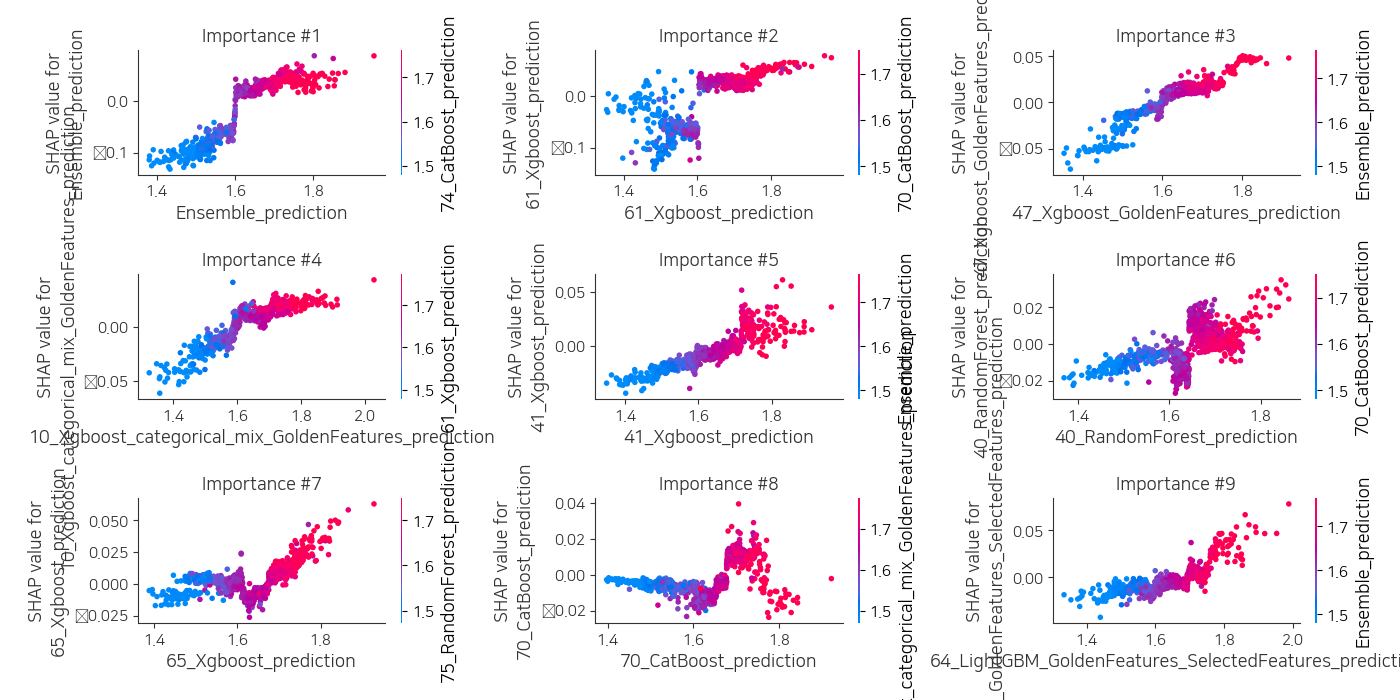 Importance #1
SHAP value for
Ensemble_prediction
0.0
0.1
1.4
1.6
1.8
Ensemble_prediction
1.7
1.6
1.5
74_CatBoost_prediction
Importance #2
SHAP value for
61_Xgboost_prediction
0.0
0.1
1.4
1.6
1.8
61_Xgboost_prediction
1.7
1.6
1.5
70_CatBoost_prediction
Importance #3
SHAP value for
0.05
0.00
0.05
1.4
1.6
1.8
47_Xgboost_GoldenFeatures_prediction
1.7
1.6
1.5
Ensemble_prediction
Importance #4
SHAP value for
10_Xgboost_categorical_mix_GoldenFeatures_prediction
0.00
0.05
1.4
1.6
1.8
2.0
10_Xgboost_categorical_mix_GoldenFeatures_prediction
1.7
1.6
1.5
61_Xgboost_prediction
Importance #5
SHAP value for
41_Xgboost_prediction
0.05
0.00
1.4
1.6
1.8
41_Xgboost_prediction
1.7
1.6
1.5
Ensemble_prediction
Importance #6
SHAP value for
40_RandomForest_prediction
0.02
0.00
0.02
1.4
1.6
1.8
40_RandomForest_prediction
1.7
1.6
1.5
70_CatBoost_prediction
Importance #7
SHAP value for
65_Xgboost_prediction
0.050
0.025
0.000
0.025
1.4
1.6
1.8
65_Xgboost_prediction
1.7
1.6
1.5
75_RandomForest_prediction
Importance #8
SHAP value for
70_CatBoost_prediction
0.04
0.02
0.00
0.02
1.4
1.6
1.8
70_CatBoost_prediction
1.7
1.6
1.5
_categorical_mix_GoldenFeatures_
Importance #9
SHAP value for
_GoldenFeatures_SelectedFeatures_prediction
0.05
0.00
1.4
1.6
1.8
2.0
64_LightGBM_GoldenFeatures_SelectedFeatures_predicti
1.7
1.6
1.5
Ensemble_prediction